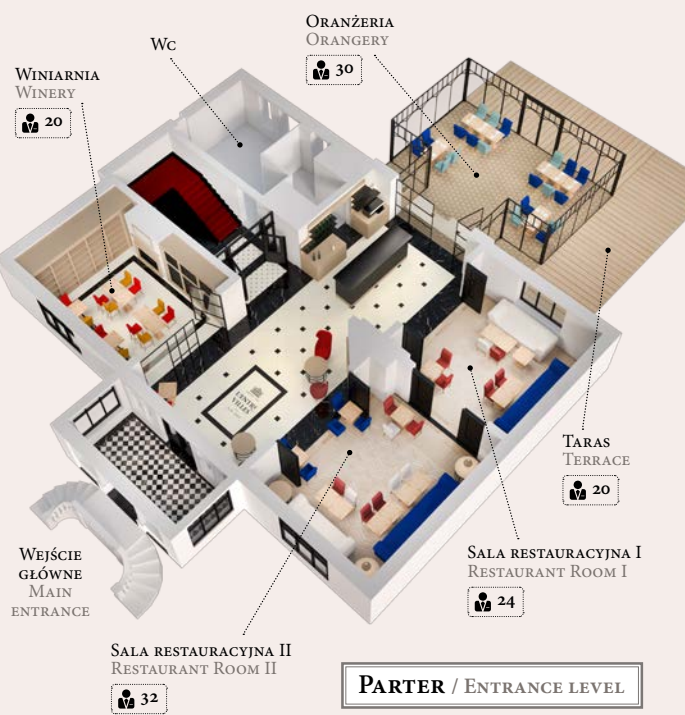 Wc
Oranżeria
Orangery
30
Winiarnia
Winery
20
Taras
Terrace
20
Wejście
główne
Main
entrance
Sala restauracyjna I
Restaurant Room I
24
Sala restauracyjna II
Restaurant Room II
32
Parter / Entrance level